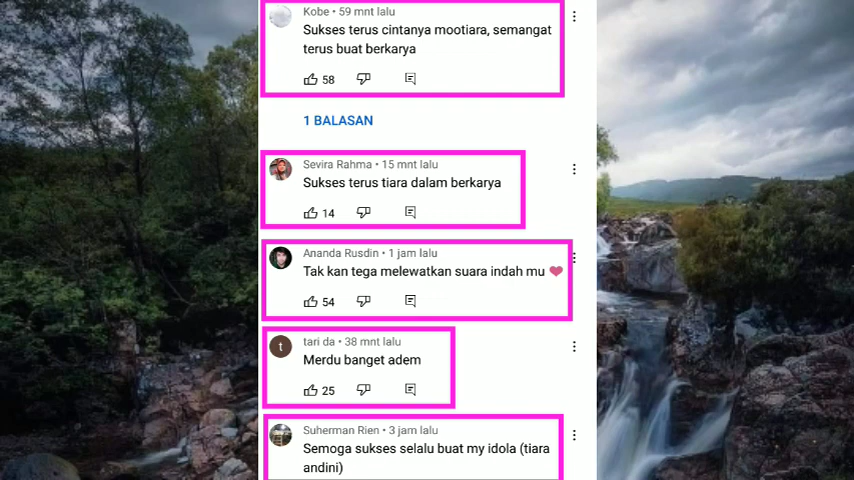 Kobe • 59 mnt lalu
Sukses terus cintanya mootiara, semangat
terus buat berkarya
58
1 BALASAN
Sevira Rahma • 15 mnt lalu
Sukses terus tiara dalam berkarya
14
Ananda Rusdin • 1 jam lalu
Tak kan tega melewatkan suara indah mu ❤
54
t
tari da • 38 mnt lalu
Merdu banget adem
25
Suherman Rien • 3 jam lalu
Semoga sukses selalu buat my idola (tiara
andini)